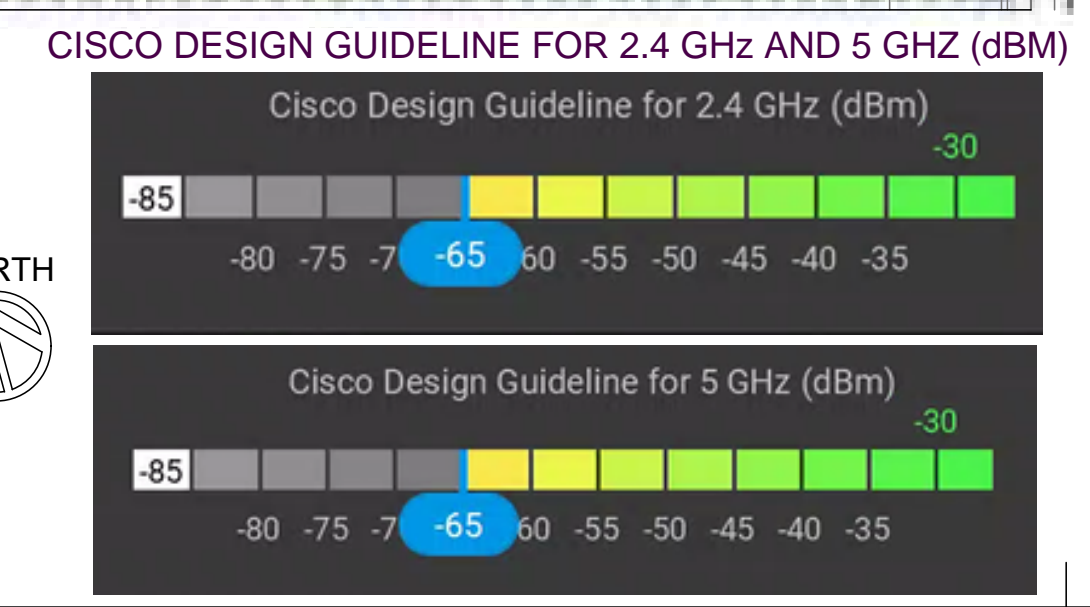 CISCO DESIGN GUIDELINE FOR 2.4 GHz AND 5 GHZ (dBM)
Cisco Design Guideline for 2.4 GHz (dBm)
-30
-85
-80 -75 -7 -65 60 -55 -50 -45 -40 -35
RTH
Cisco Design Guideline for 5 GHz (dBm)
-30
-85
-80 -75 -7 -65 60 -55 -50 -45 -40 -35